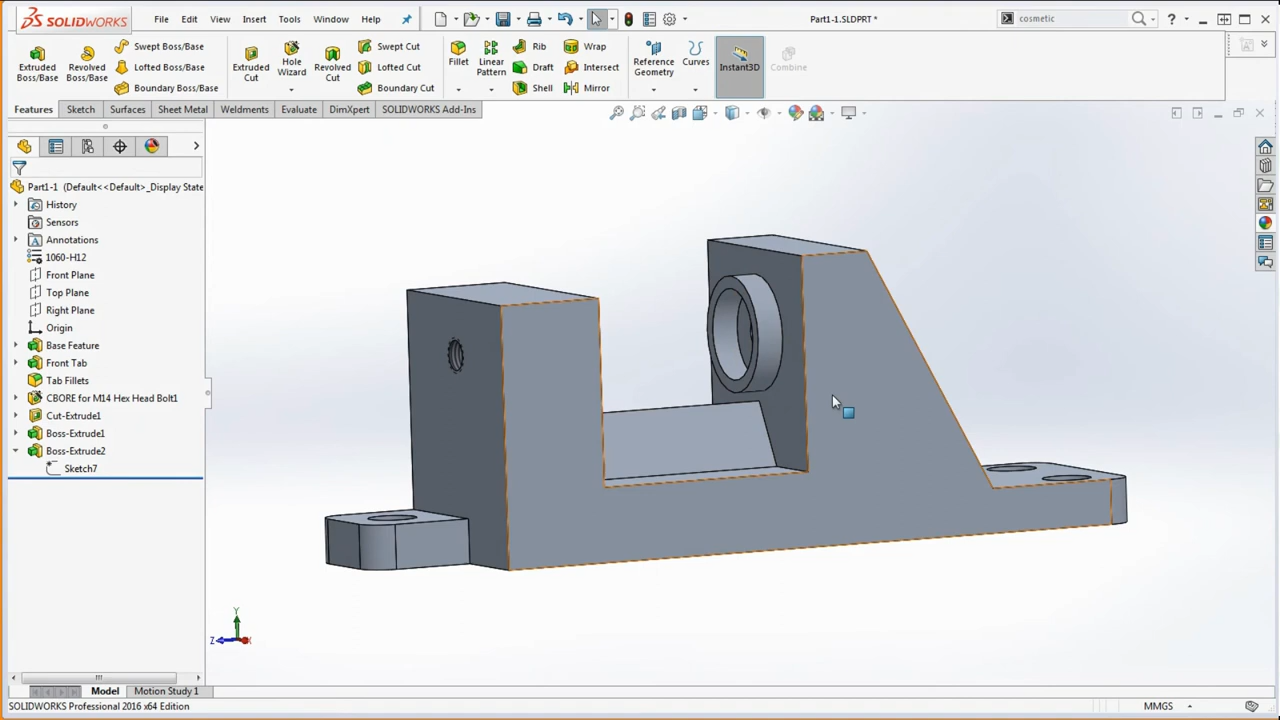 SOLIDWORKS File Edit View Insert Tools Window Help Part1-1.SLDPRT * cosmetic
Extruded Boss/Base
Revolved Boss/Base
Swept Boss/Base
Lofted Boss/Base
Boundary Boss/Base
Extruded Cut
Hole Wizard
Revolved Cut
Swept Cut
Lofted Cut
Boundary Cut
Fillet
Linear Pattern
Rib
Draft
Shell
Wrap
Intersect
Mirror
Reference Geometry
Curves
Instant3D
Combine
Features Sketch Surfaces Sheet Metal Weldments Evaluate DimXpert SOLIDWORKS Add-Ins
Part1-1 (Default<<Default>_Display State
History
Sensors
Annotations
1060-H12
Front Plane
Top Plane
Right Plane
Origin
Base Feature
Front Tab
Tab Fillets
CBORE for M14 Hex Head Bolt1
Cut-Extrude1
Boss-Extrude1
Boss-Extrude2
Sketch7
Y
Z
Model Motion Study 1
SOLIDWORKS Professional 2016 x64 Edition MMGS